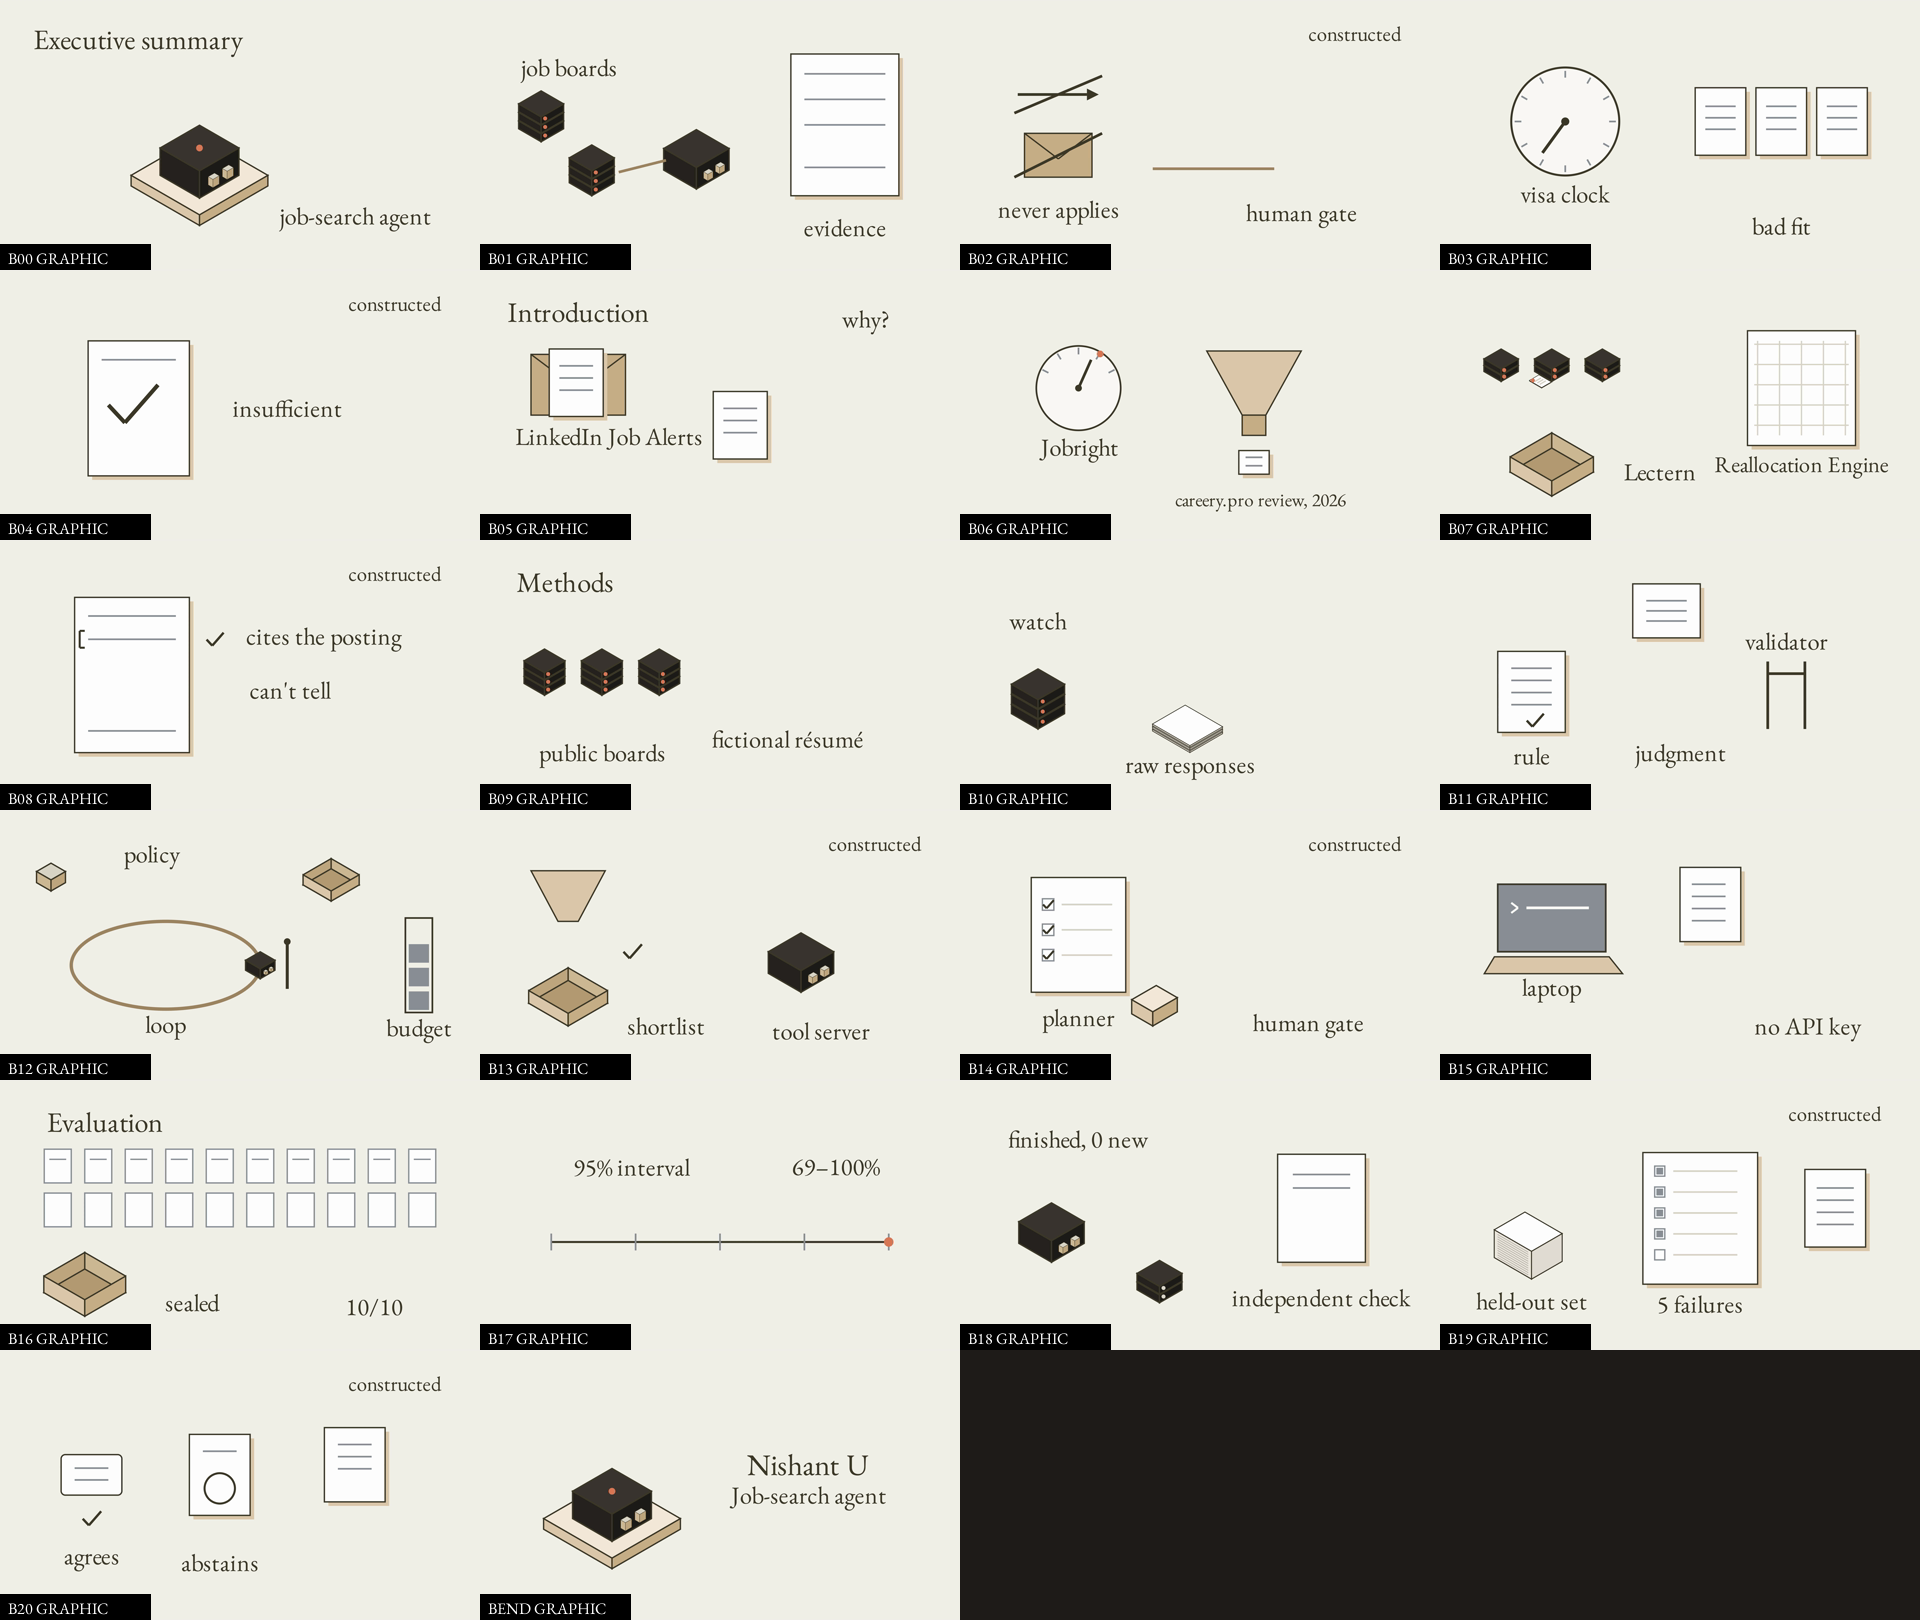 Executive summary
job-search agent
B00 GRAPHIC
job boards
evidence
B01 GRAPHIC
constructed
never applies
human gate
B02 GRAPHIC
visa clock
bad fit
B03 GRAPHIC
constructed
insufficient
B04 GRAPHIC
Introduction
why?
LinkedIn Job Alerts
B05 GRAPHIC
Jobright
careery.pro review, 2026
B06 GRAPHIC
Lectern
Reallocation Engine
B07 GRAPHIC
constructed
cites the posting
can't tell
B08 GRAPHIC
Methods
public boards
fictional résumé
B09 GRAPHIC
watch
raw responses
B10 GRAPHIC
validator
rule
judgment
B11 GRAPHIC
policy
loop
budget
B12 GRAPHIC
constructed
shortlist
tool server
B13 GRAPHIC
constructed
planner
human gate
B14 GRAPHIC
laptop
no API key
B15 GRAPHIC
Evaluation
sealed
10/10
B16 GRAPHIC
95% interval
69–100%
B17 GRAPHIC
finished, 0 new
independent check
B18 GRAPHIC
constructed
held-out set
5 failures
B19 GRAPHIC
constructed
agrees
abstains
B20 GRAPHIC
Nishant U
Job-search agent
BEND GRAPHIC